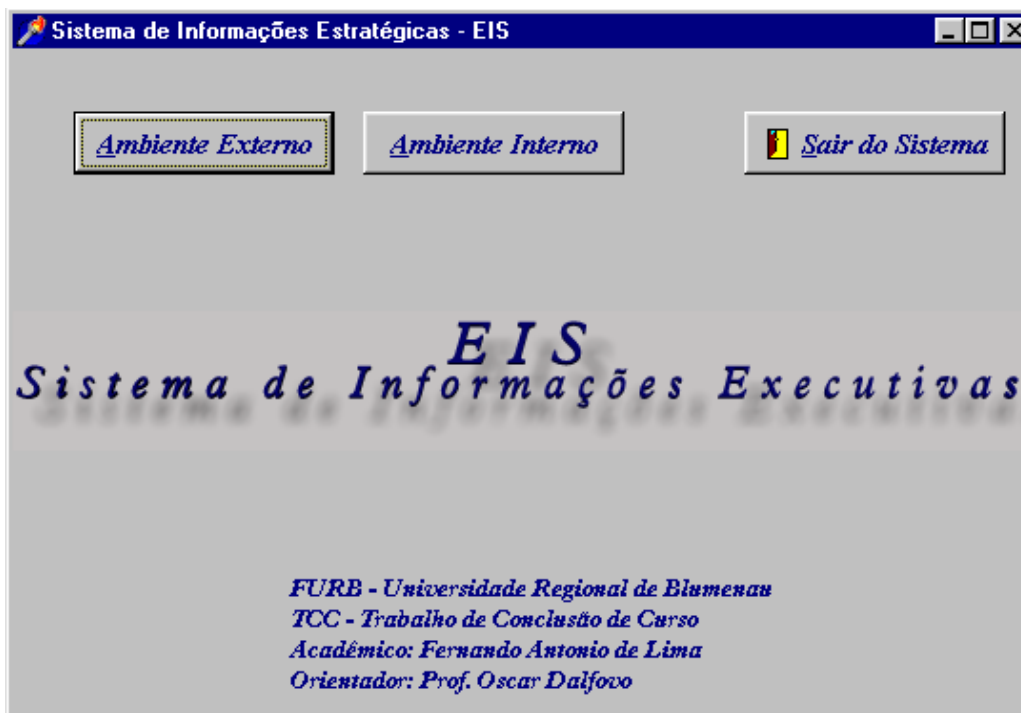 Sistema de Informações Estratégicas - EIS
Ambiente Externo Ambiente Interno Sair do Sistema
EIS
Sistema de Informações Executivas
FURB - Universidade Regional de Blumenau
TCC - Trabalho de Conclusão de Curso
Acadêmico: Fernando Antonio de Lima
Orientador: Prof. Oscar Dalfovo